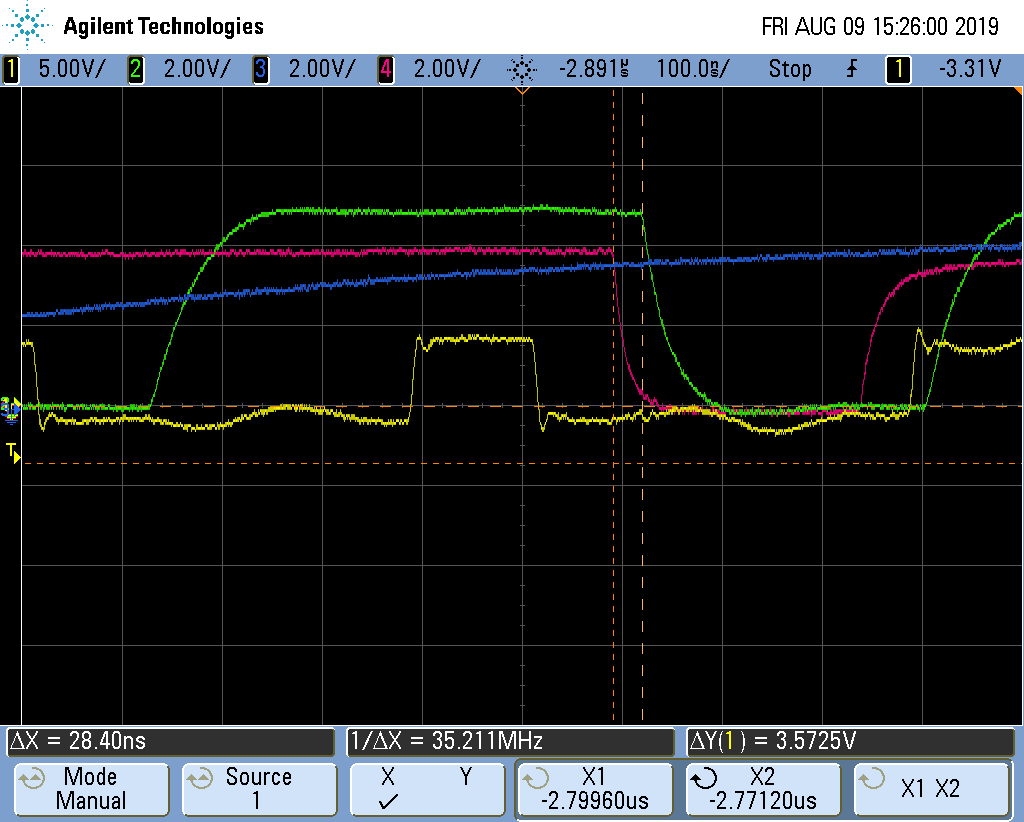 Agilent Technologies
FRI AUG 09 15:26:00 2019
1 5.00V/ 2 2.00V/ 3 2.00V/ 4 2.00V/ -2.891µs 100.0ns/ Stop 1 -3.31V
T
ΔX = 28.40ns 1/ΔX = 35.211MHz ΔY(1) = 3.5725V
Mode Source X Y X1 X2 X1 X2
Manual 1 -2.79960us -2.77120us